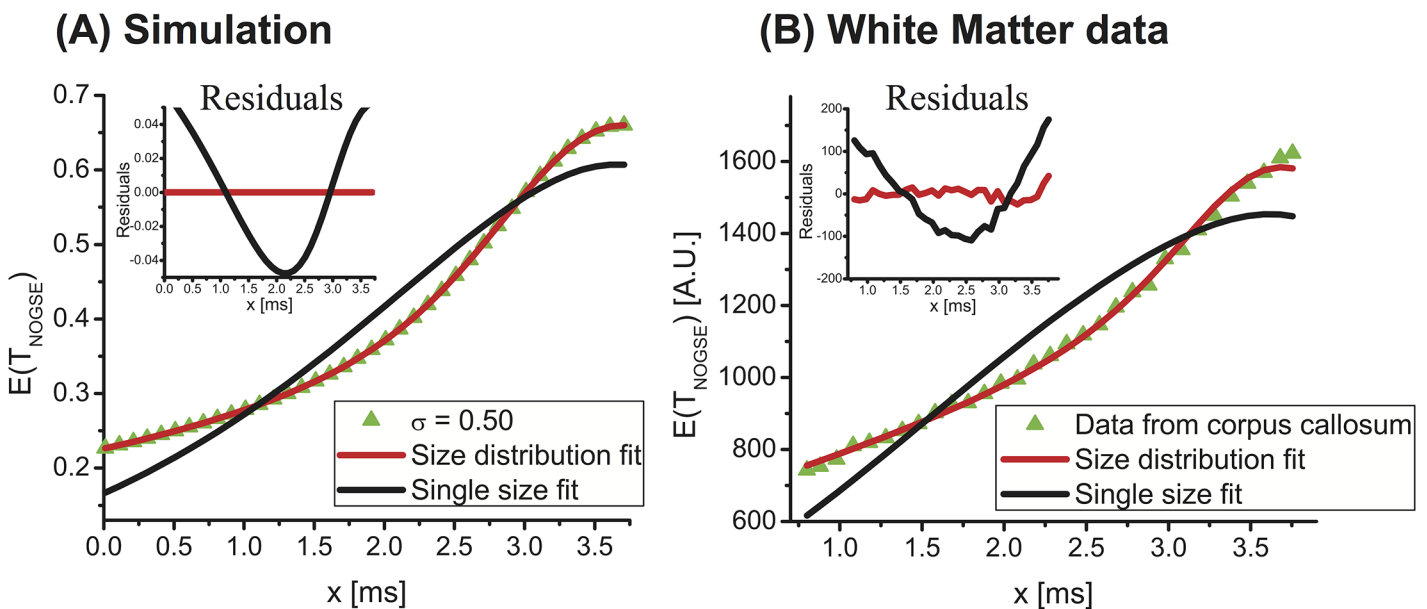 (A) Simulation
(B) White Matter data
Residuals
0.04
0.02
0.00
-0.02
-0.04
Residuals
0.0 0.5 1.0 1.5 2.0 2.5 3.0 3.5
x [ms]
0.7
0.6
0.5
0.4
0.3
0.2
E(T_NOGSE)
σ = 0.50
Size distribution fit
Single size fit
0.0 0.5 1.0 1.5 2.0 2.5 3.0 3.5
x [ms]
Residuals
200
100
0
-100
-200
Residuals
1.0 1.5 2.0 2.5 3.0 3.5
x [ms]
1600
1400
1200
1000
800
600
E(T_NOGSE) [A.U.]
Data from corpus callosum
Size distribution fit
Single size fit
1.0 1.5 2.0 2.5 3.0 3.5
x [ms]